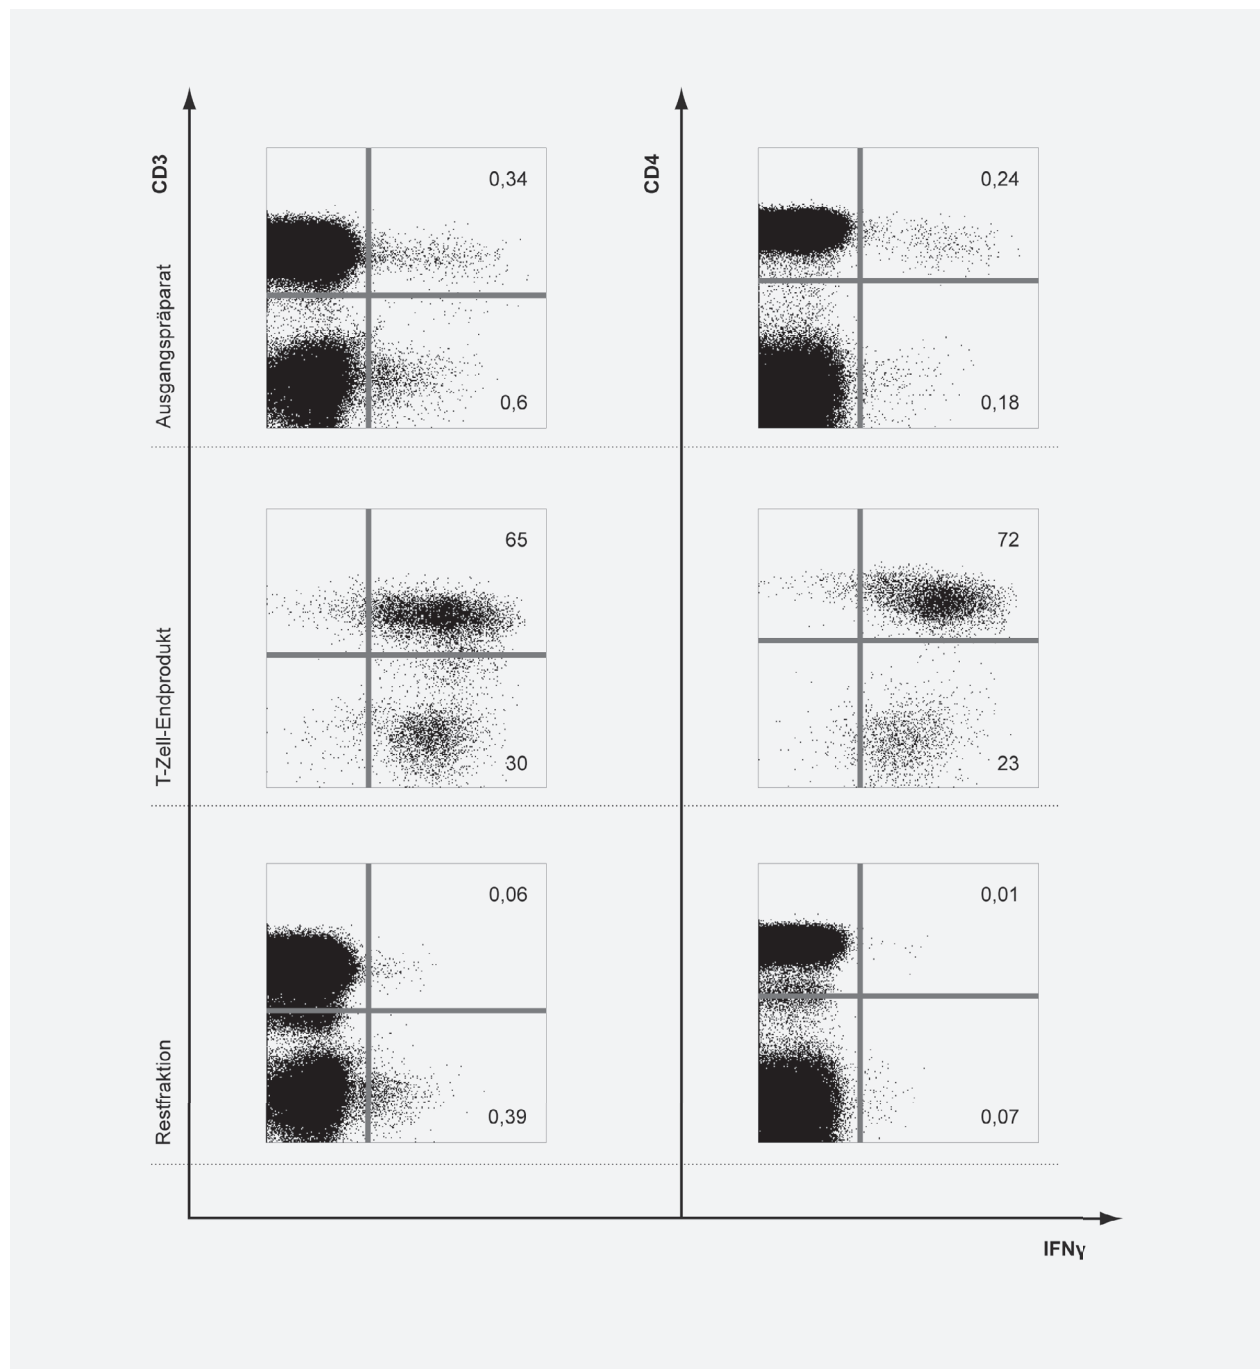 CD3
CD4
Ausgangspräparat
0,34
0,6
0,24
0,18
T-Zell-Endprodukt
65
30
72
23
Restfraktion
0,06
0,39
0,01
0,07
IFNγ